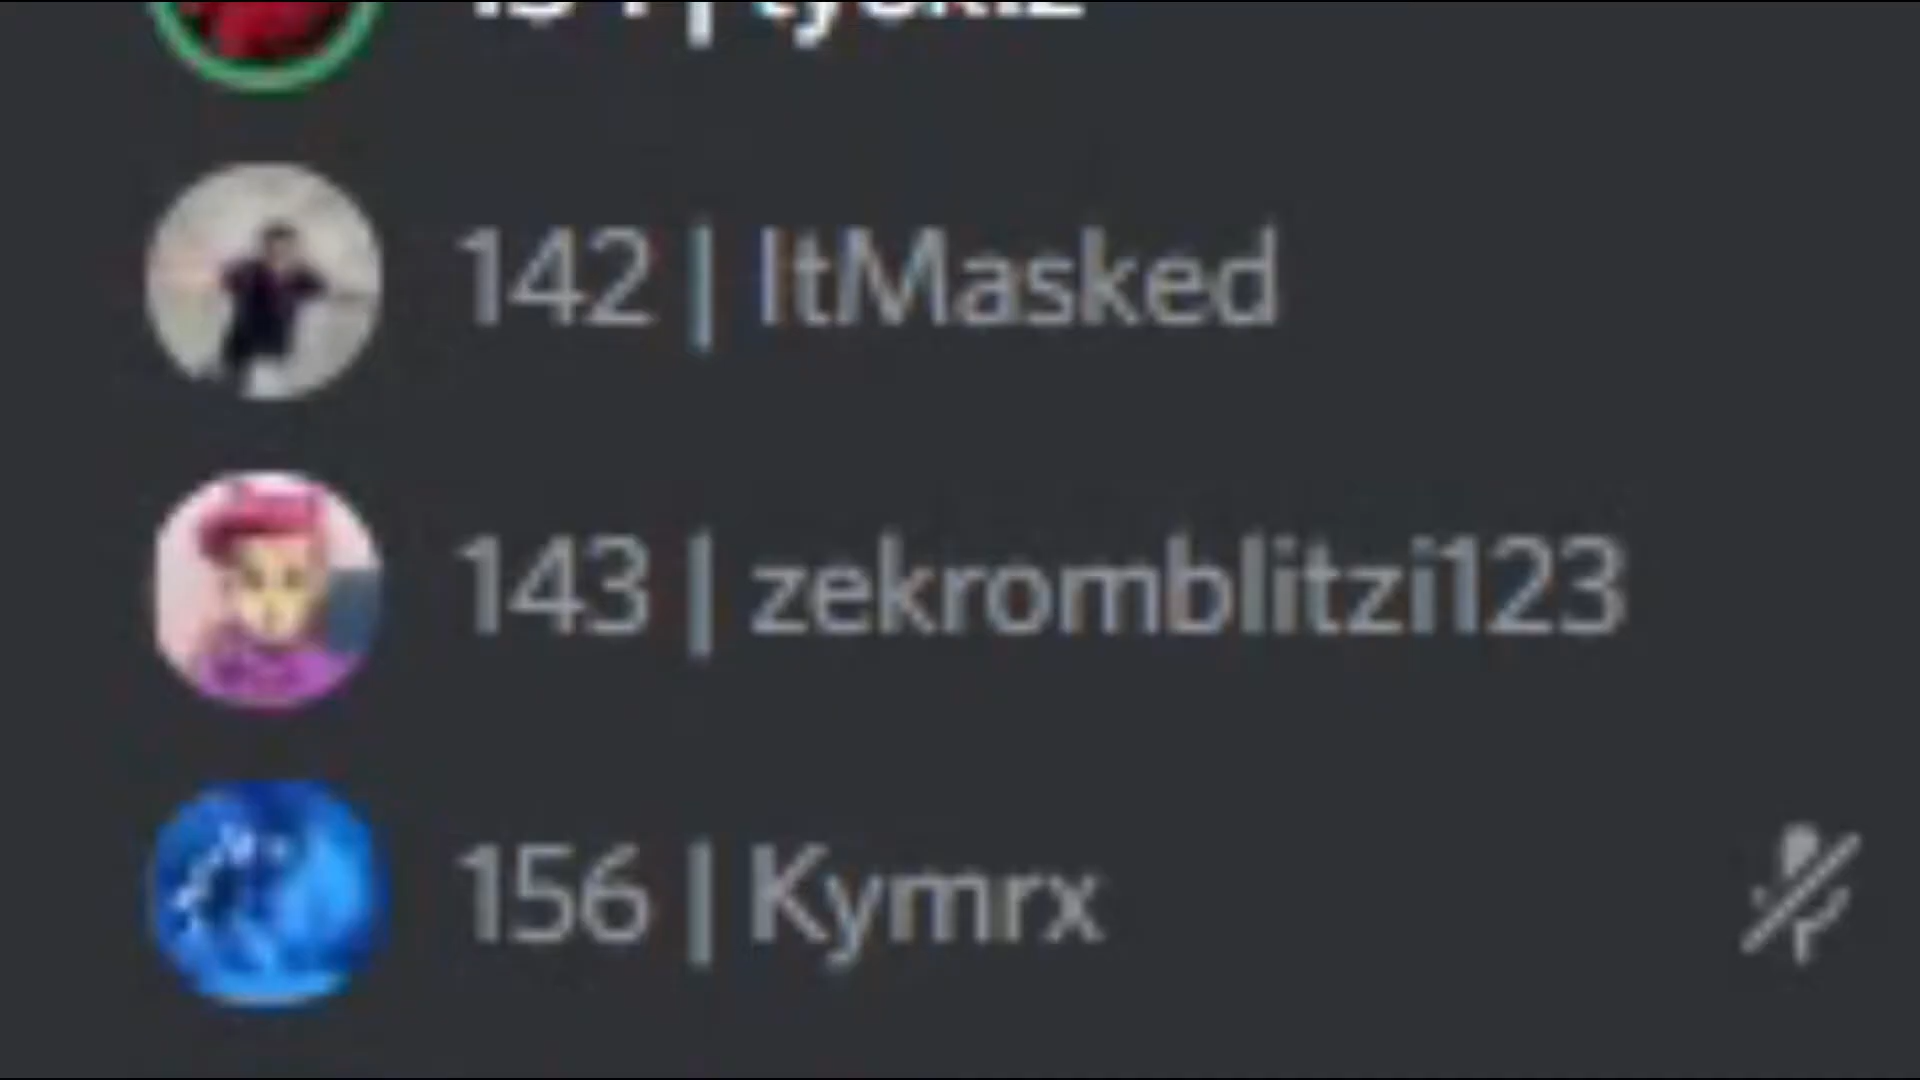 142 | ItMasked
143 | zekromblitzi123
156 | Kymrx